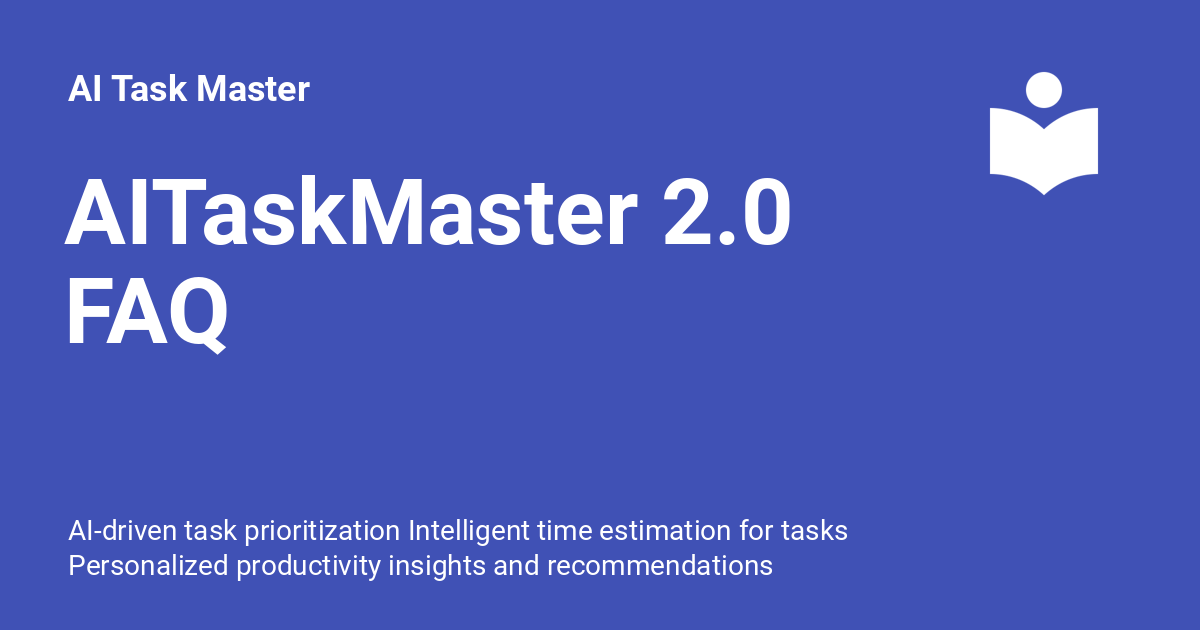 AI Task Master
AITaskMaster 2.0
FAQ
AI-driven task prioritization Intelligent time estimation for tasks
Personalized productivity insights and recommendations